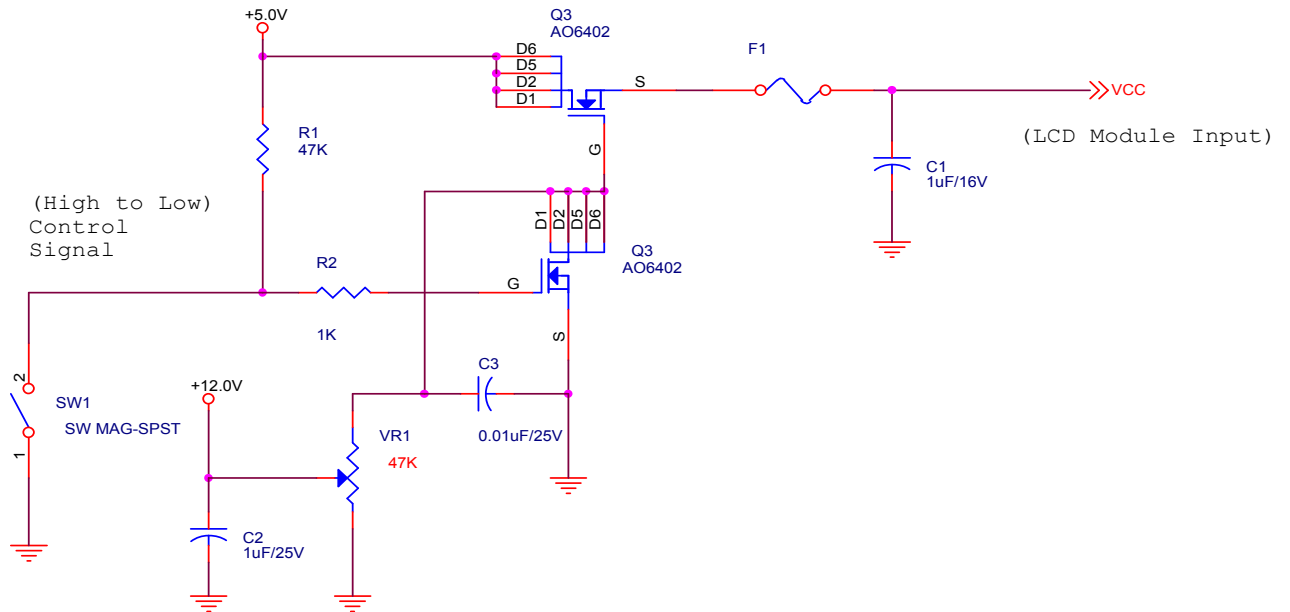 +5.0V
Q3
AO6402
D6
D5
D2
D1
S
G
F1
VCC
(LCD Module Input)
C1
1uF/16V
R1
47K
(High to Low)
Control
Signal
D1
D2
D5
D6
Q3
AO6402
R2
1K
G
S
2
SW1
SW MAG-SPST
1
+12.0V
C3
0.01uF/25V
VR1
47K
C2
1uF/25V